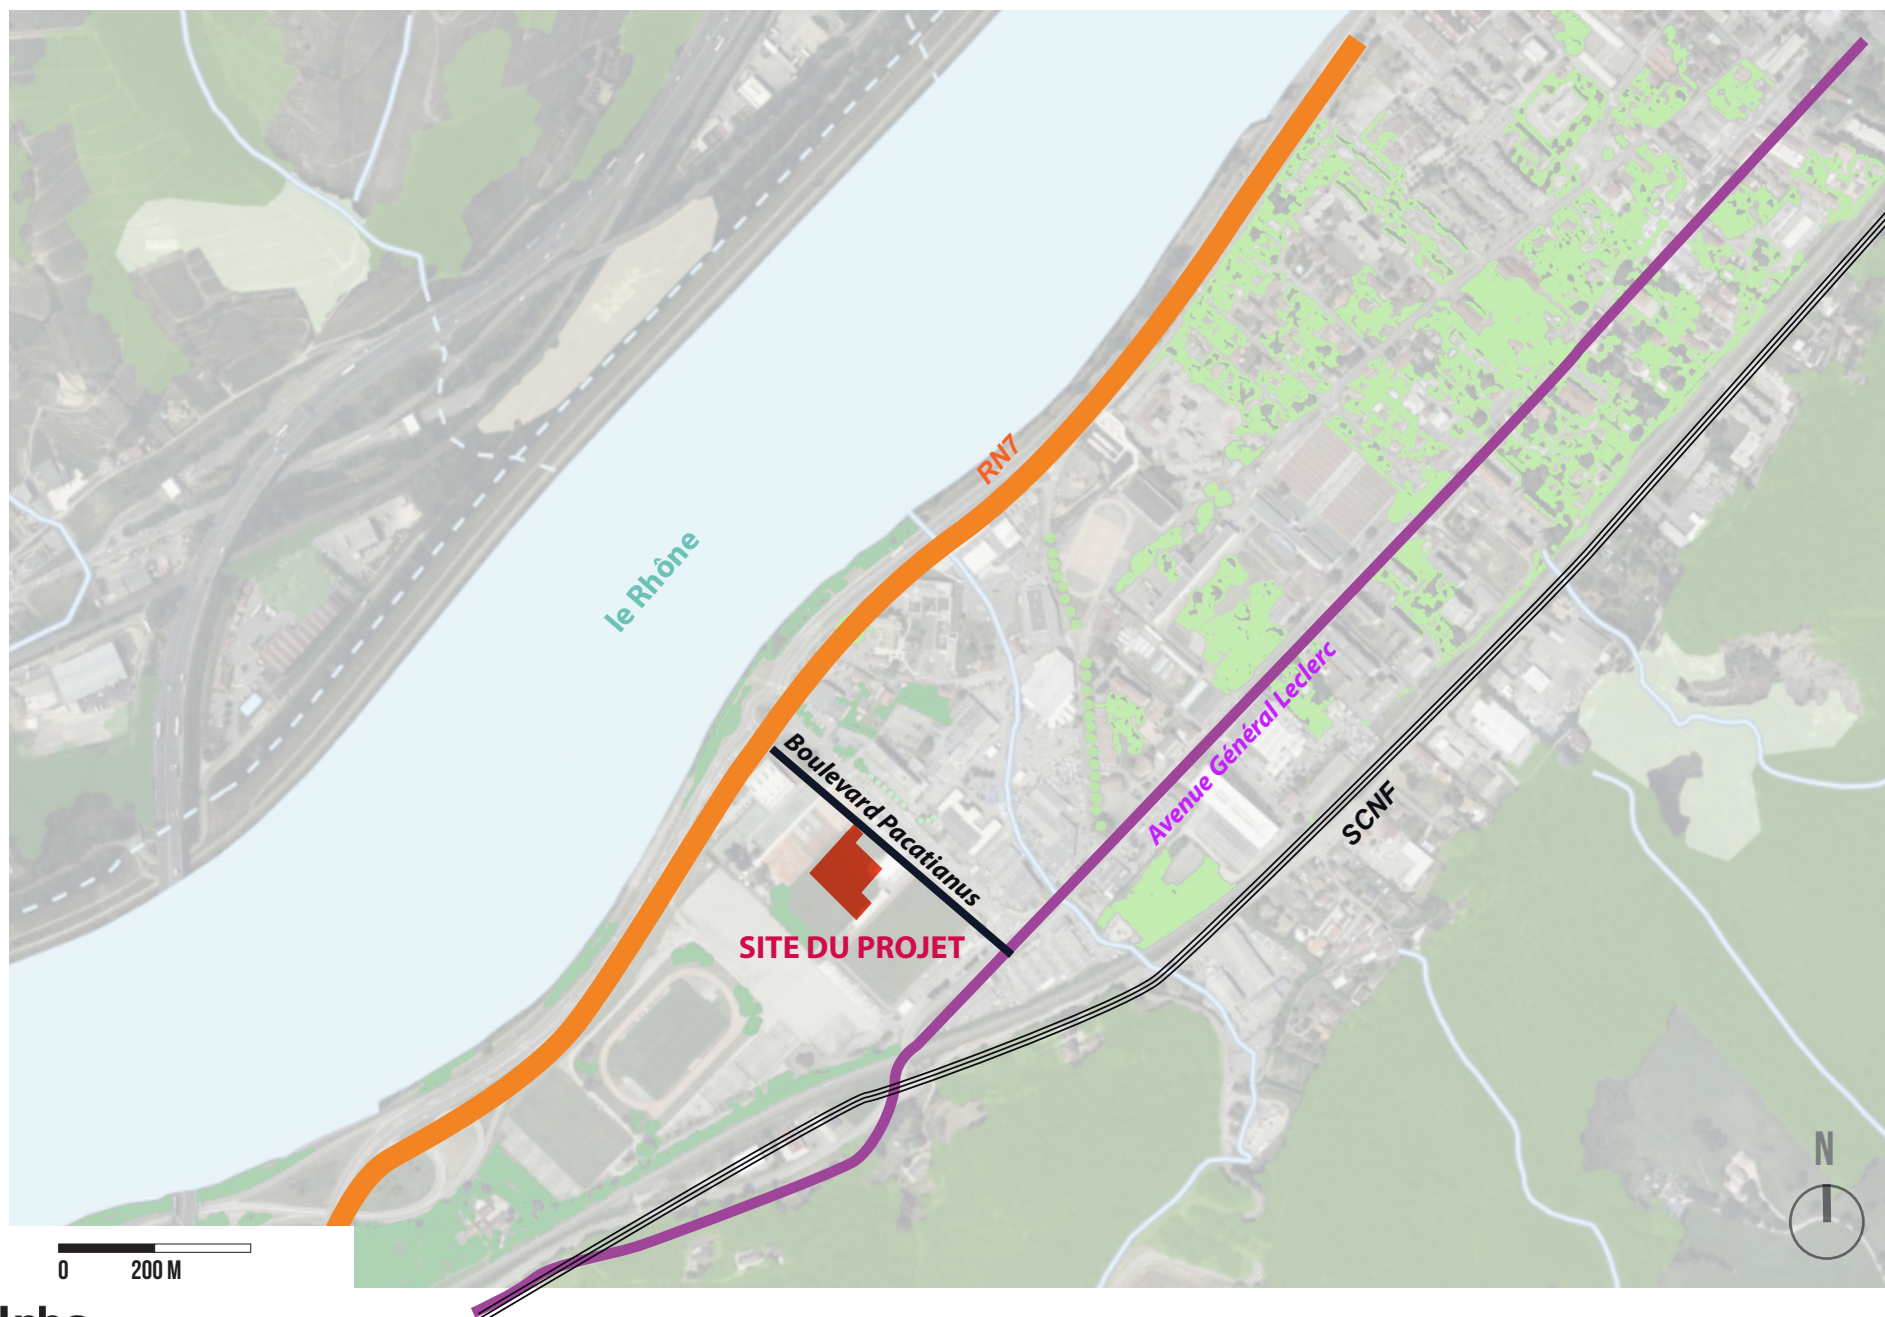 RN7
le Rhône
Avenue Général Leclerc
Boulevard Pacatianus
SCNF
SITE DU PROJET
N
0 200 M